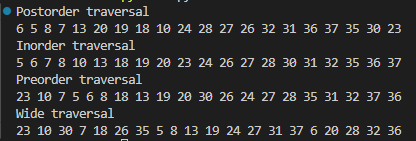 Postorder traversal
6 5 8 7 13 20 19 18 10 24 28 27 26 32 31 36 37 35 30 23
Inorder traversal
5 6 7 8 10 13 18 19 20 23 24 26 27 28 30 31 32 35 36 37
Preorder traversal
23 10 7 5 6 8 18 13 19 20 30 26 24 27 28 35 31 32 37 36
Wide traversal
23 10 30 7 18 26 35 5 8 13 19 24 27 31 37 6 20 28 32 36